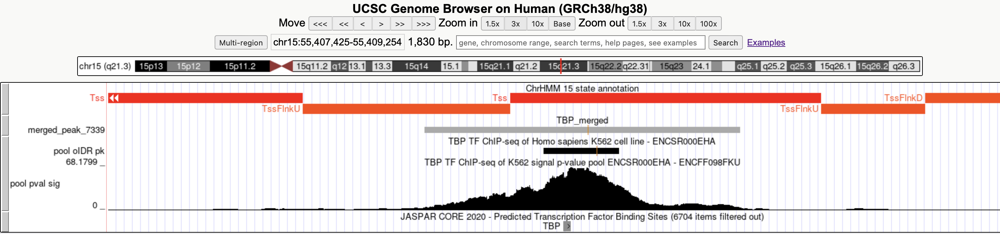 UCSC Genome Browser on Human (GRCh38/hg38)
Move <<< << < > >> >>> Zoom in 1.5x 3x 10x Base Zoom out 1.5x 3x 10x 100x
Multi-region chr15:55,407,425-55,409,254 1,830 bp. gene, chromosome range, search terms, help pages, see examples Search Examples
chr15 (q21.3) 15p13 15p12 15p11.2 15q11.2 q12 13.1 13.3 15q14 15.1 15q21.1 q21.2 15q21.3 15q22.2 q22.31 15q23 24.1 q25.1 q25.2 q25.3 15q26.1 15q26.2 q26.3
ChrHMM 15 state annotation
Tss Tss TssFlnkD
TssFlnkU TssFlnkU
TBP_merged
merged_peak_7339
TBP TF ChIP-seq of Homo sapiens K562 cell line - ENCSR000EHA
pool oIDR pk
68.1799 _ TBP TF ChIP-seq of K562 signal p-value pool ENCSR000EHA - ENCFF098FKU
pool pval sig
0 _
JASPAR CORE 2020 - Predicted Transcription Factor Binding Sites (6704 items filtered out)
TBP >